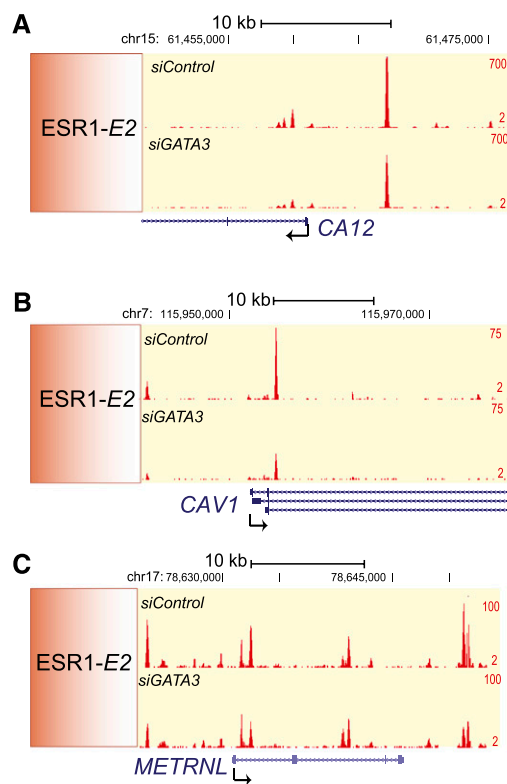 A
10 kb
chr15: 61,455,000 61,475,000
siControl
700
ESR1-E2
2
siGATA3
700
2
CA12
B
10 kb
chr7: 115,950,000 115,970,000
siControl
75
ESR1-E2
2
siGATA3
75
2
CAV1
C
10 kb
chr17: 78,630,000 78,645,000
siControl
100
ESR1-E2
2
siGATA3
100
2
METRNL